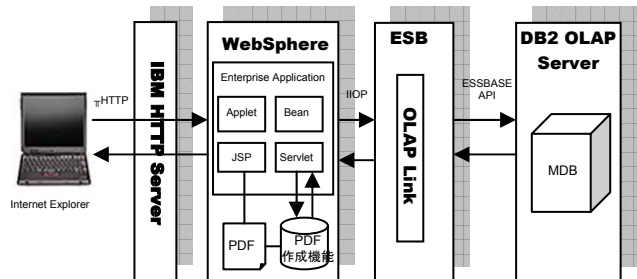 Internet Explorer
πHTTP
IBM HTTP Server
WebSphere
Enterprise Application
Applet
Bean
JSP
Servlet
PDF
PDF
作成機能
IIOP
ESB
OLAP Link
ESSBASE
API
DB2 OLAP
Server
MDB